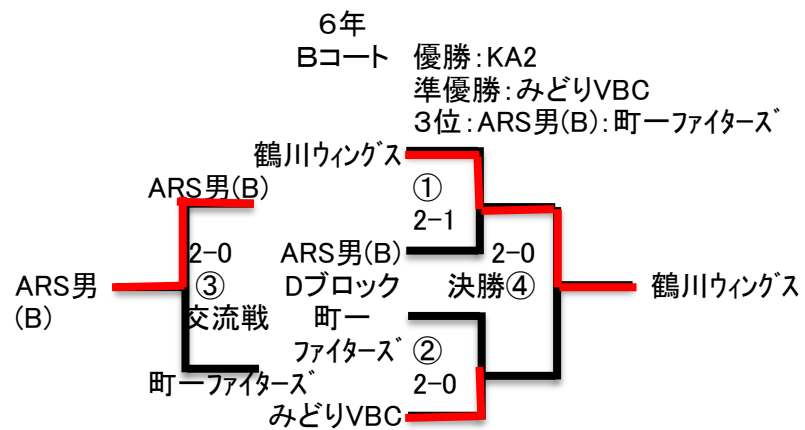 6年
Bコート 優勝:KA2
準優勝:みどりVBC
3位:ARS男(B):町一ファイターズ
鶴川ウィングス
ARS男(B)
①
2-1
2-0
ARS男(B)
2-0
ARS男
(B)
③
Dブロック
決勝④
鶴川ウィングス
交流戦
町一
ファイターズ
②
町一ファイターズ
2-0
みどりVBC